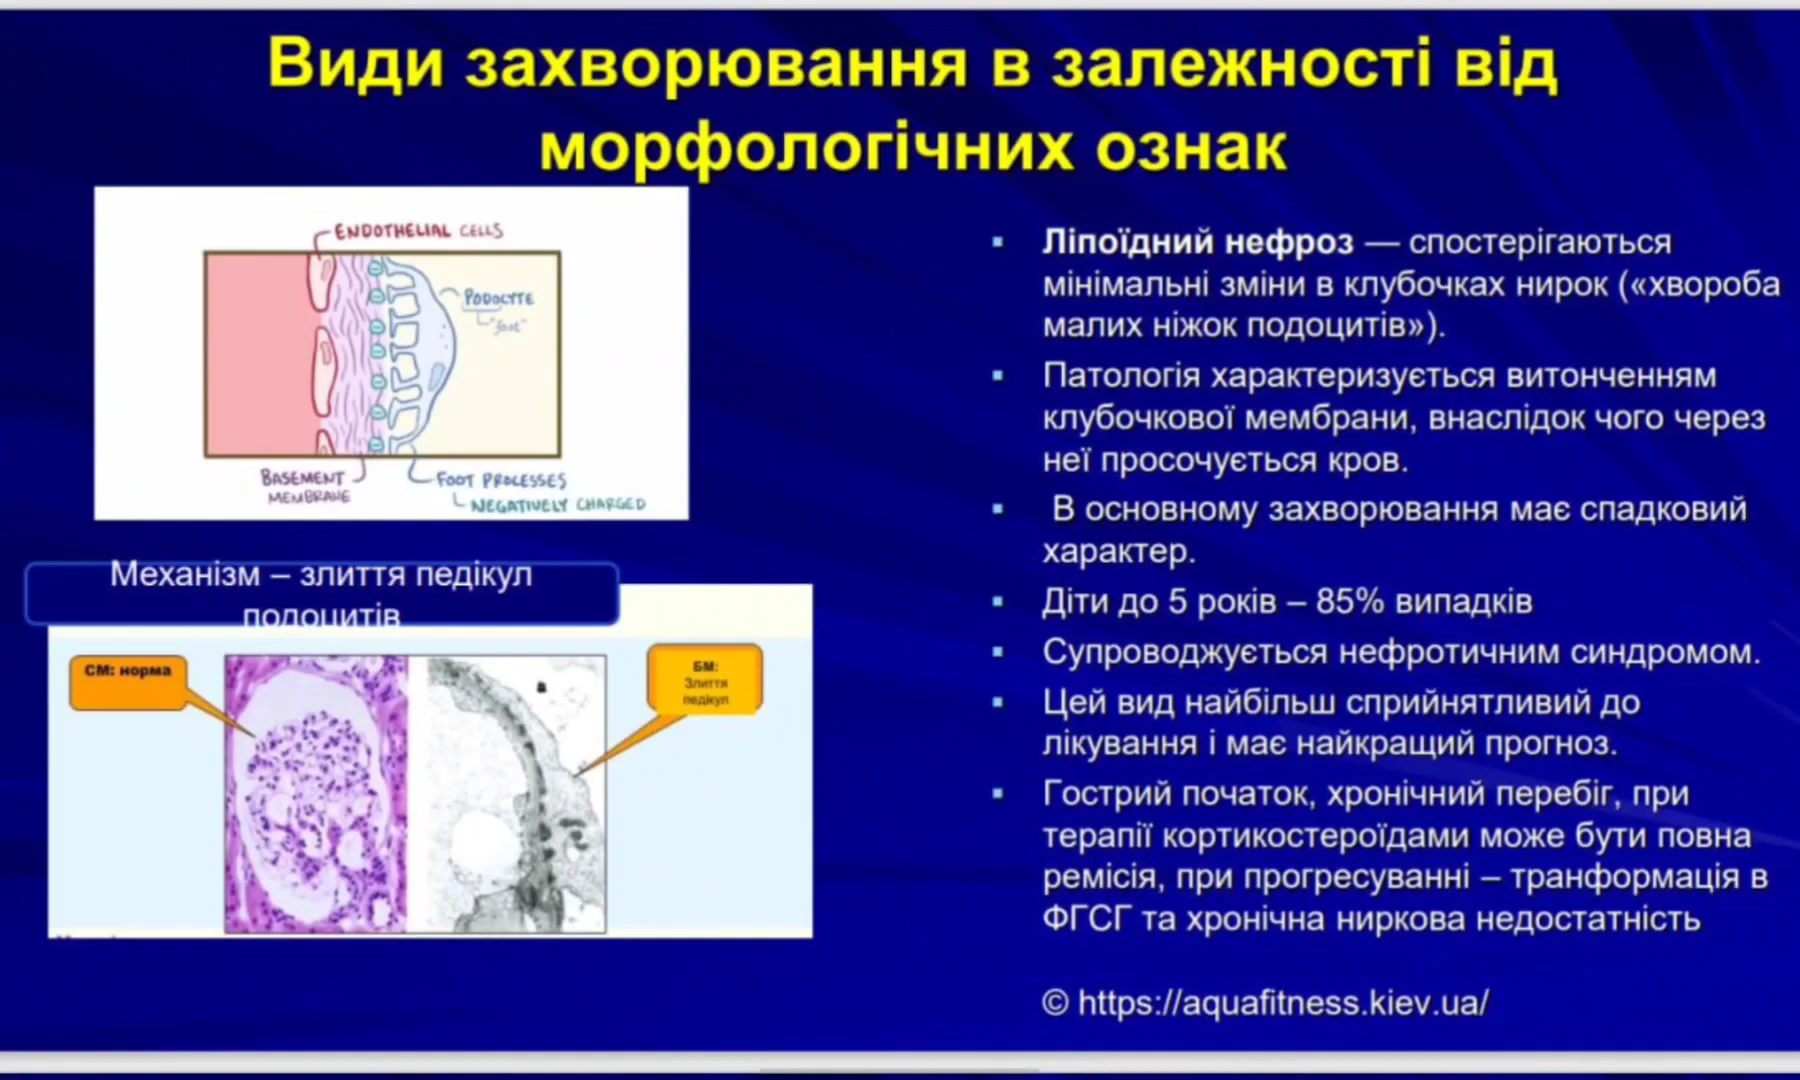 Види захворювання в залежності від
морфологічних ознак
ENDOTHELIAL CELLS
PODOCYTE
"foot"
BASEMENT
MEMBRANE
FOOT PROCESSES
NEGATIVELY CHARGED
Механізм – злиття педікул
подоцитів
СМ: норма
БМ:
Злиття
педікул
Ліпоїдний нефроз — спостерігаються
мінімальні зміни в клубочках нирок («хвороба
малих ніжок подоцитів»).
Патологія характеризується витонченням
клубочкової мембрани, внаслідок чого через
неї просочується кров.
В основному захворювання має спадковий
характер.
Діти до 5 років – 85% випадків
Супроводжується нефротичним синдромом.
Цей вид найбільш сприйнятливий до
лікування і має найкращий прогноз.
Гострий початок, хронічний перебіг, при
терапії кортикостероїдами може бути повна
ремісія, при прогресуванні – транформація в
ФГСГ та хронічна ниркова недостатність
© https://aquafitness.kiev.ua/